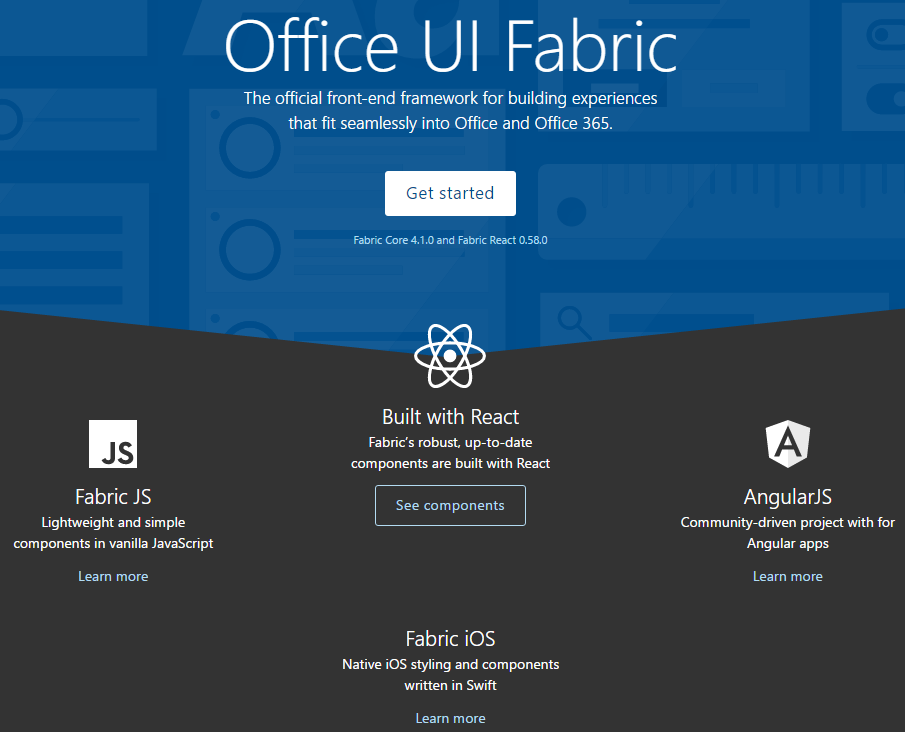 Office UI Fabric
The official front-end framework for building experiences
that fit seamlessly into Office and Office 365.
Get started
Fabric Core 4.1.0 and Fabric React 0.58.0
Built with React
Fabric’s robust, up-to-date
components are built with React
See components
JS
Fabric JS
Lightweight and simple
components in vanilla JavaScript
Learn more
A
AngularJS
Community-driven project with for
Angular apps
Learn more
Fabric iOS
Native iOS styling and components
written in Swift
Learn more